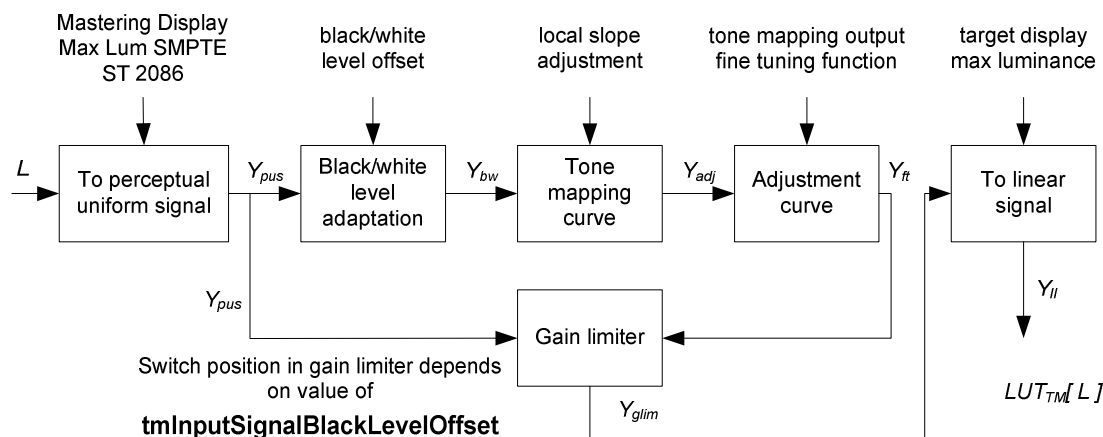 Mastering Display
Max Lum SMPTE
ST 2086
black/white
level offset
local slope
adjustment
tone mapping output
fine tuning function
target display
max luminance
L
To perceptual
uniform signal
Ypus
Black/white
level
adaptation
Ybw
Tone
mapping
curve
Yadj
Adjustment
curve
Yft
To linear
signal
Ypus
Gain limiter
Yll
Switch position in gain limiter depends
on value of
tmInputSignalBlackLevelOffset
Yglim
LUTTM[ L ]